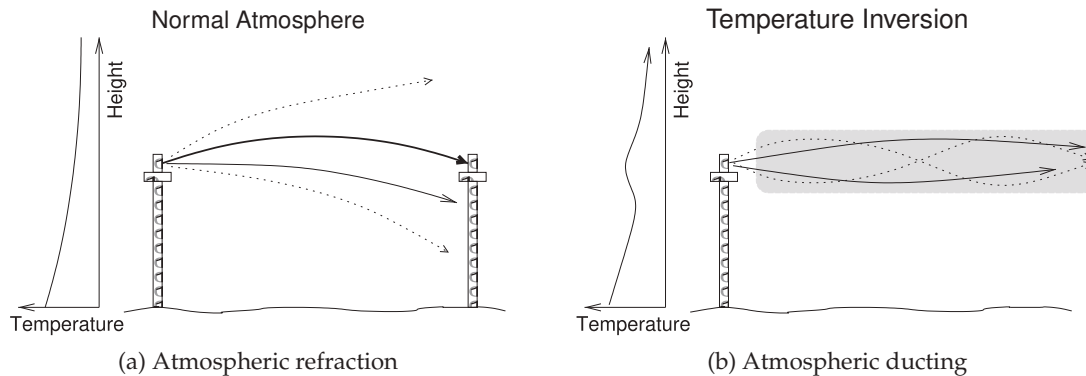 Normal Atmosphere
Height
Temperature
(a) Atmospheric refraction
Temperature Inversion
Height
Temperature
(b) Atmospheric ducting